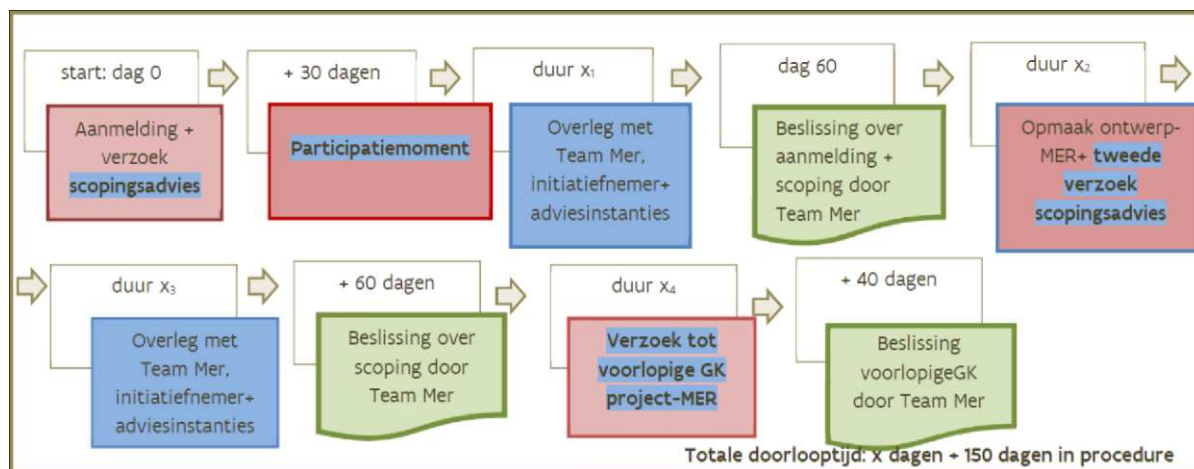 start: dag 0
Aanmelding +
verzoek
scopingsadvies
+ 30 dagen
Participatiemoment
duur x₁
Overleg met
Team Mer,
initiatiefnemer+
adviesinstanties
dag 60
Beslissing over
aanmelding +
scoping door
Team Mer
duur x₂
Opmaak ontwerp-
MER+ tweede
verzoek
scopingsadvies
duur x₃
Overleg met
Team Mer,
initiatiefnemer+
adviesinstanties
+ 60 dagen
Beslissing over
scoping door
Team Mer
duur x₄
Verzoek tot
voorlopige GK
project-MER
+ 40 dagen
Beslissing
voorlopigeGK
door Team Mer
Totale doorlooptijd: x dagen + 150 dagen in procedure